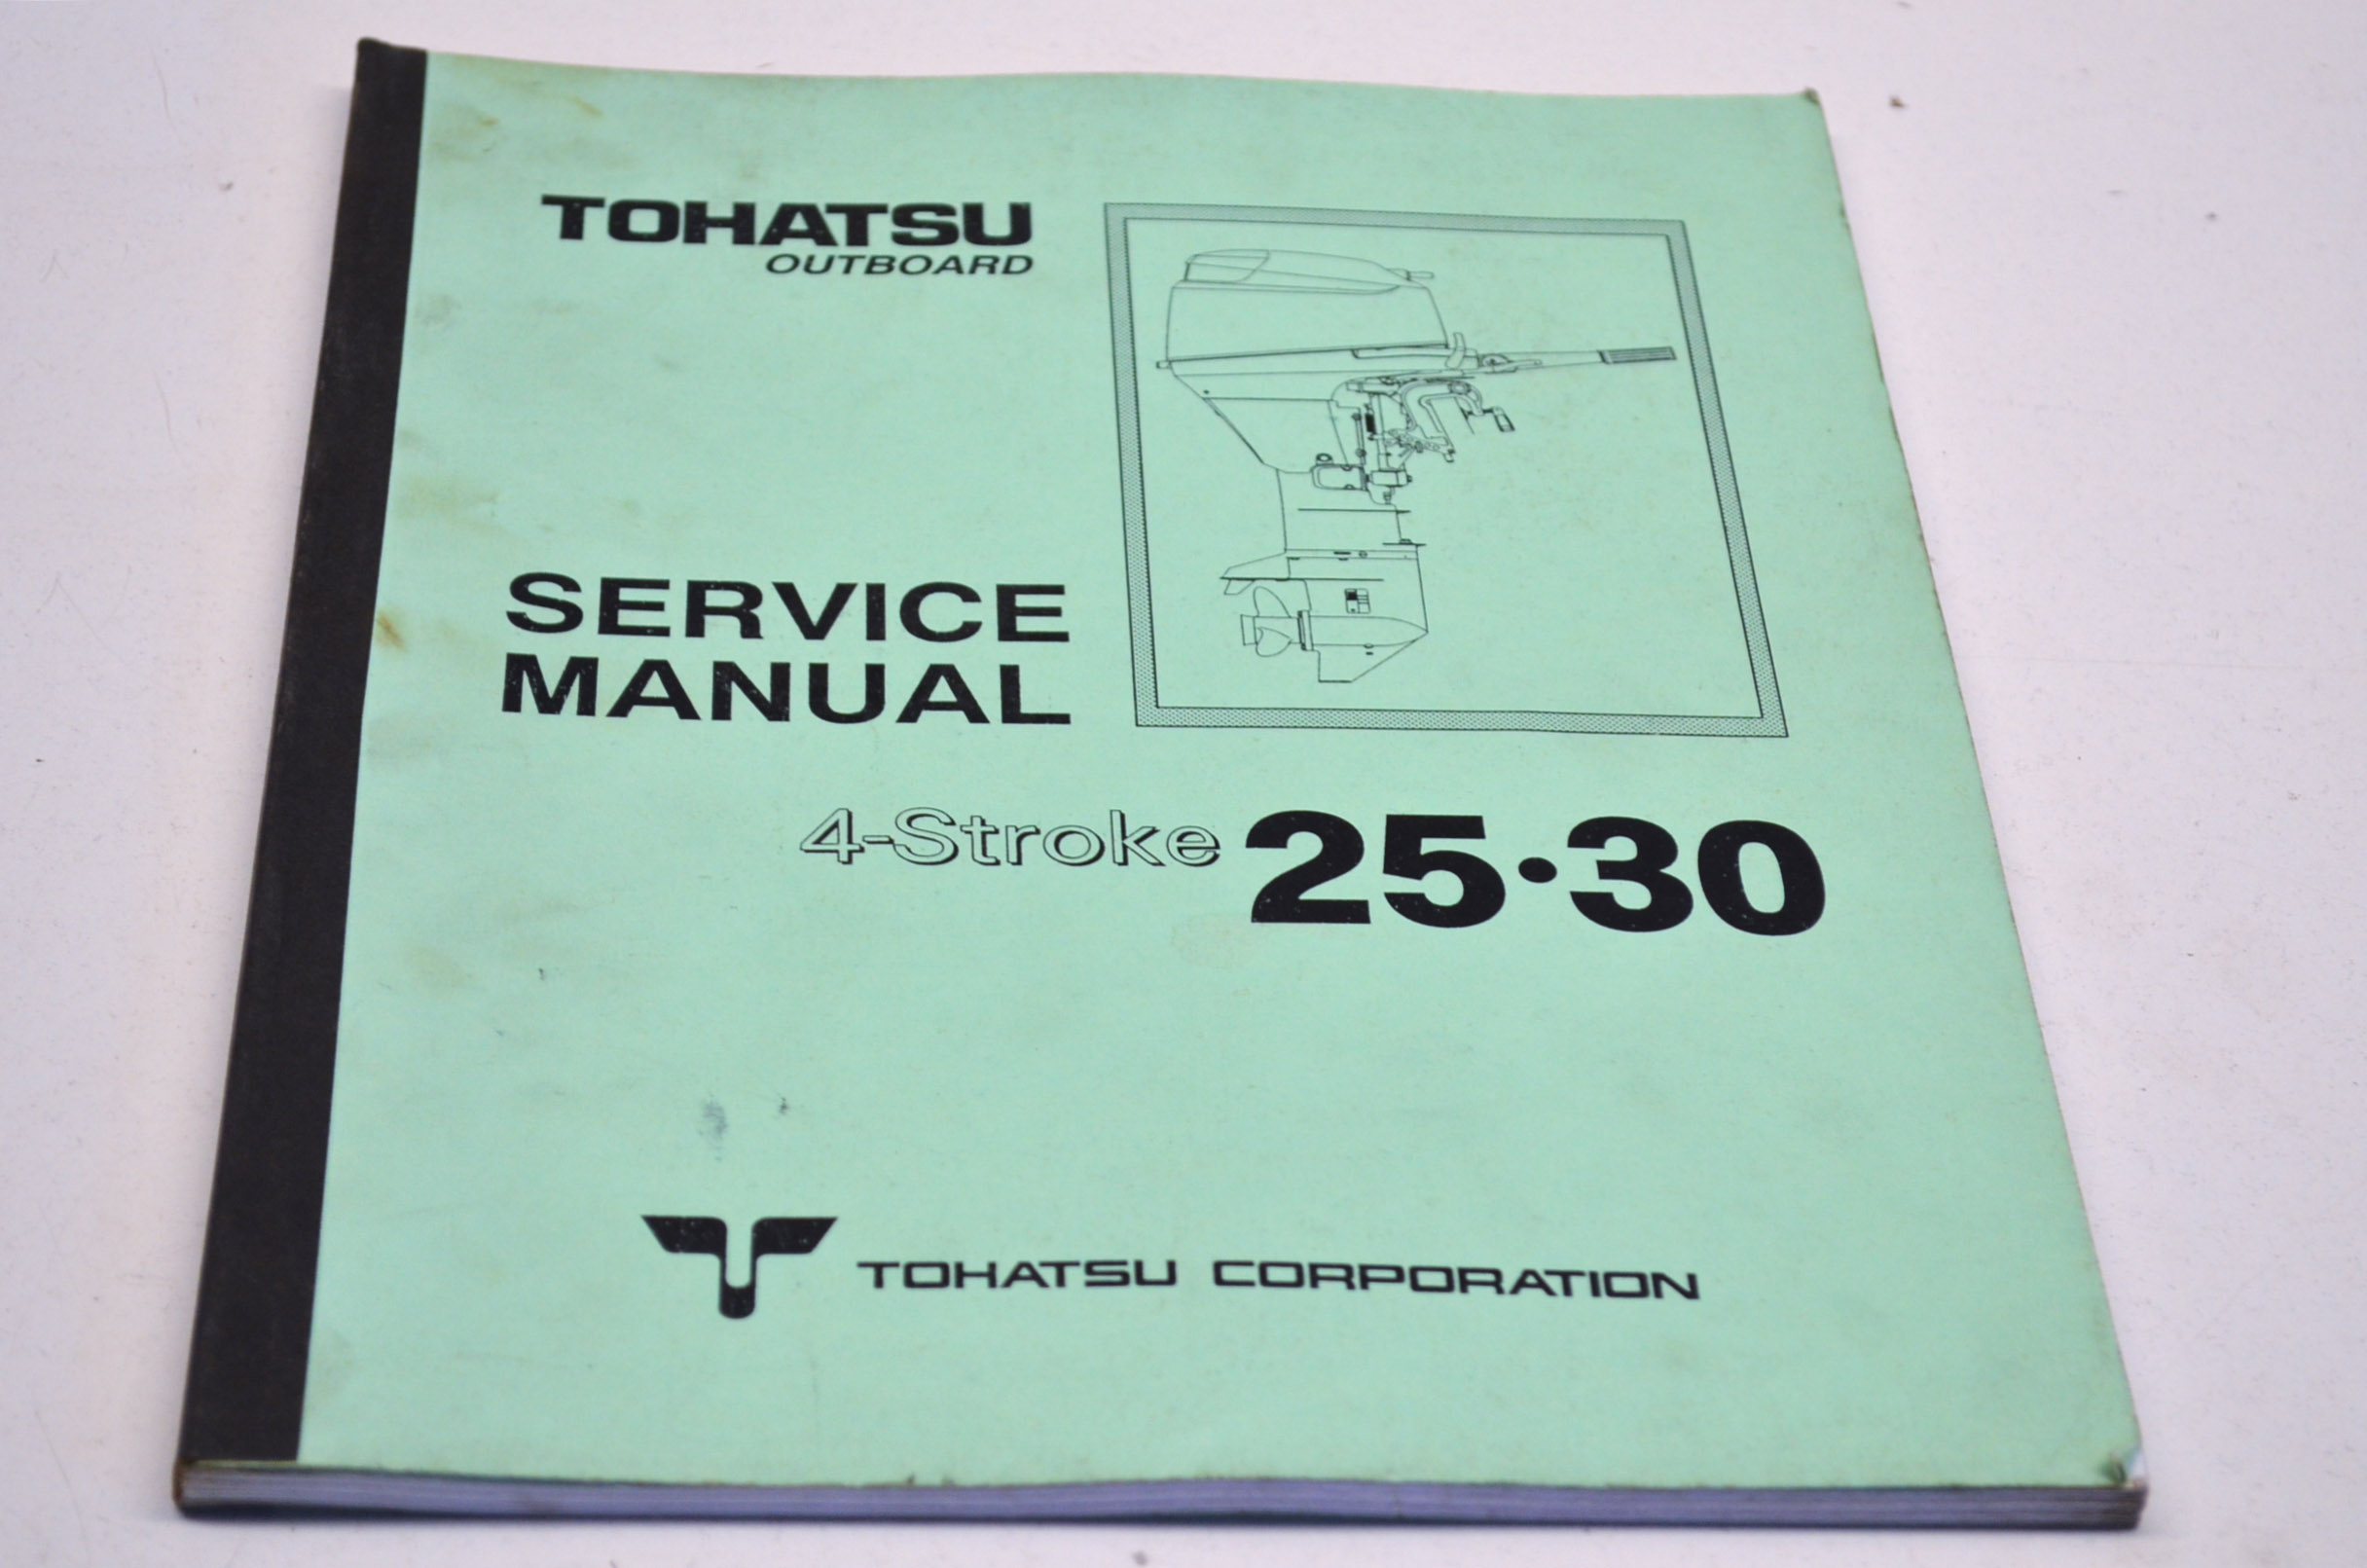 TOHATSU
OUTBOARD
SERVICE
MANUAL
4-Stroke 25·30
TOHATSU CORPORATION